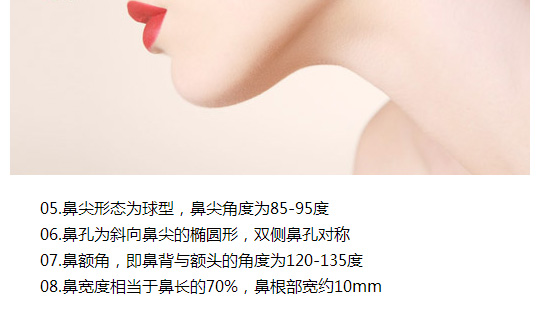 05.鼻尖形态为球型，鼻尖角度为85-95度
06.鼻孔为斜向鼻尖的椭圆形，双侧鼻孔对称
07.鼻额角，即鼻背与额头的角度为120-135度
08.鼻宽度相当于鼻长的70%，鼻根部宽约10mm